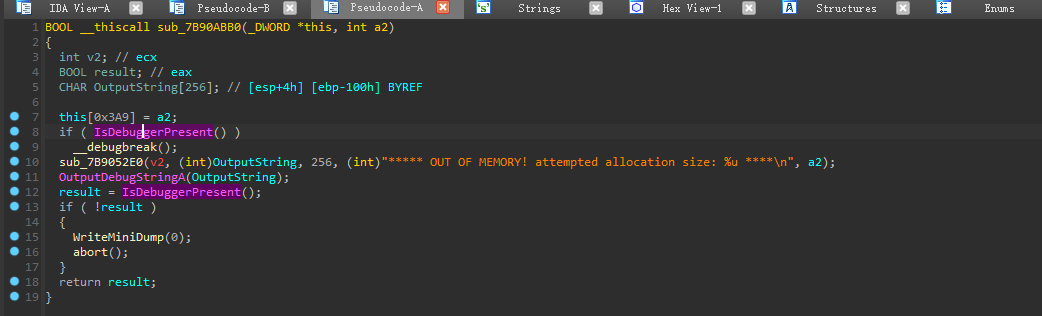 IDA View-A Pseudocode-B Pseudocode-A Strings Hex View-1 Structures Enums
1 BOOL __thiscall sub_7B90ABB0(_DWORD *this, int a2)
2 {
3 int v2; // ecx
4 BOOL result; // eax
5 CHAR OutputString[256]; // [esp+4h] [ebp-100h] BYREF
6
7 this[0x3A9] = a2;
8 if ( IsDebuggerPresent() )
9 __debugbreak();
10 sub_7B9052E0(v2, (int)OutputString, 256, (int)"***** OUT OF MEMORY! attempted allocation size: %u ****\n", a2);
11 OutputDebugStringA(OutputString);
12 result = IsDebuggerPresent();
13 if ( !result )
14 {
15 WriteMiniDump(0);
16 abort();
17 }
18 return result;
19 }